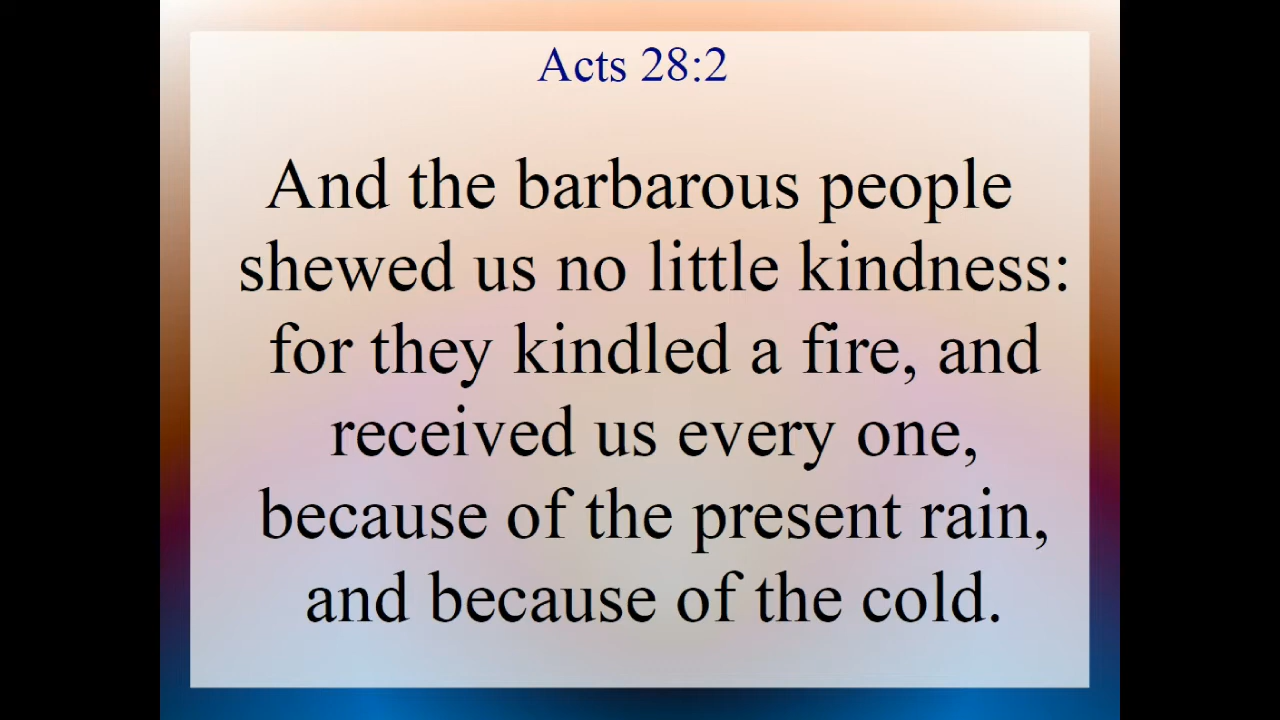 Acts 28:2
And the barbarous people
shewed us no little kindness:
for they kindled a fire, and
received us every one,
because of the present rain,
and because of the cold.